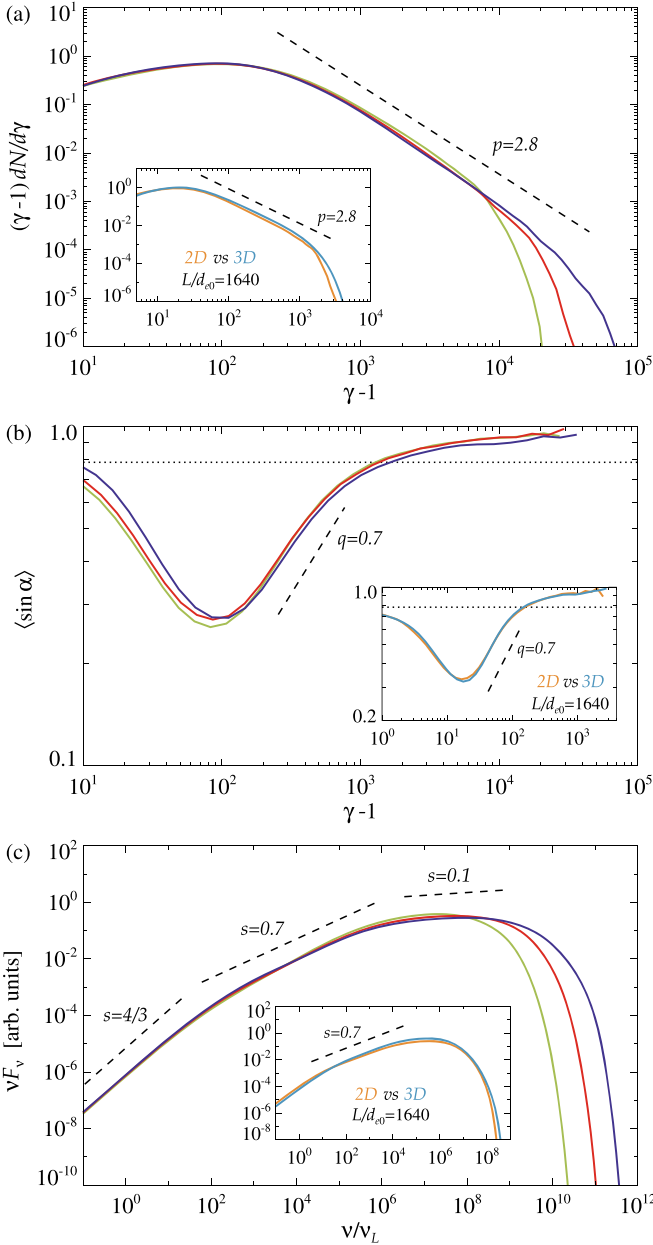 (a)
10^1
10^0
10^-1
10^-2
10^-3
10^-4
10^-5
10^-6
(γ-1) dN/dγ
p=2.8
10^0
10^-2
10^-4
10^-6
p=2.8
2D vs 3D
L/d_e0=1640
10^1 10^2 10^3 10^4
10^1 10^2 10^3 10^4 10^5
γ-1
(b)
1.0
0.1
⟨sin α⟩
q=0.7
1.0
0.2
q=0.7
2D vs 3D
L/d_e0=1640
10^0 10^1 10^2 10^3
10^1 10^2 10^3 10^4 10^5
γ-1
(c)
10^2
10^0
10^-2
10^-4
10^-6
10^-8
10^-10
νF_ν [arb. units]
s=0.1
s=0.7
s=4/3
10^2
10^0
10^-2
10^-4
10^-6
10^-8
s=0.7
2D vs 3D
L/d_e0=1640
10^0 10^2 10^4 10^6 10^8
10^0 10^2 10^4 10^6 10^8 10^10 10^12
ν/ν_L